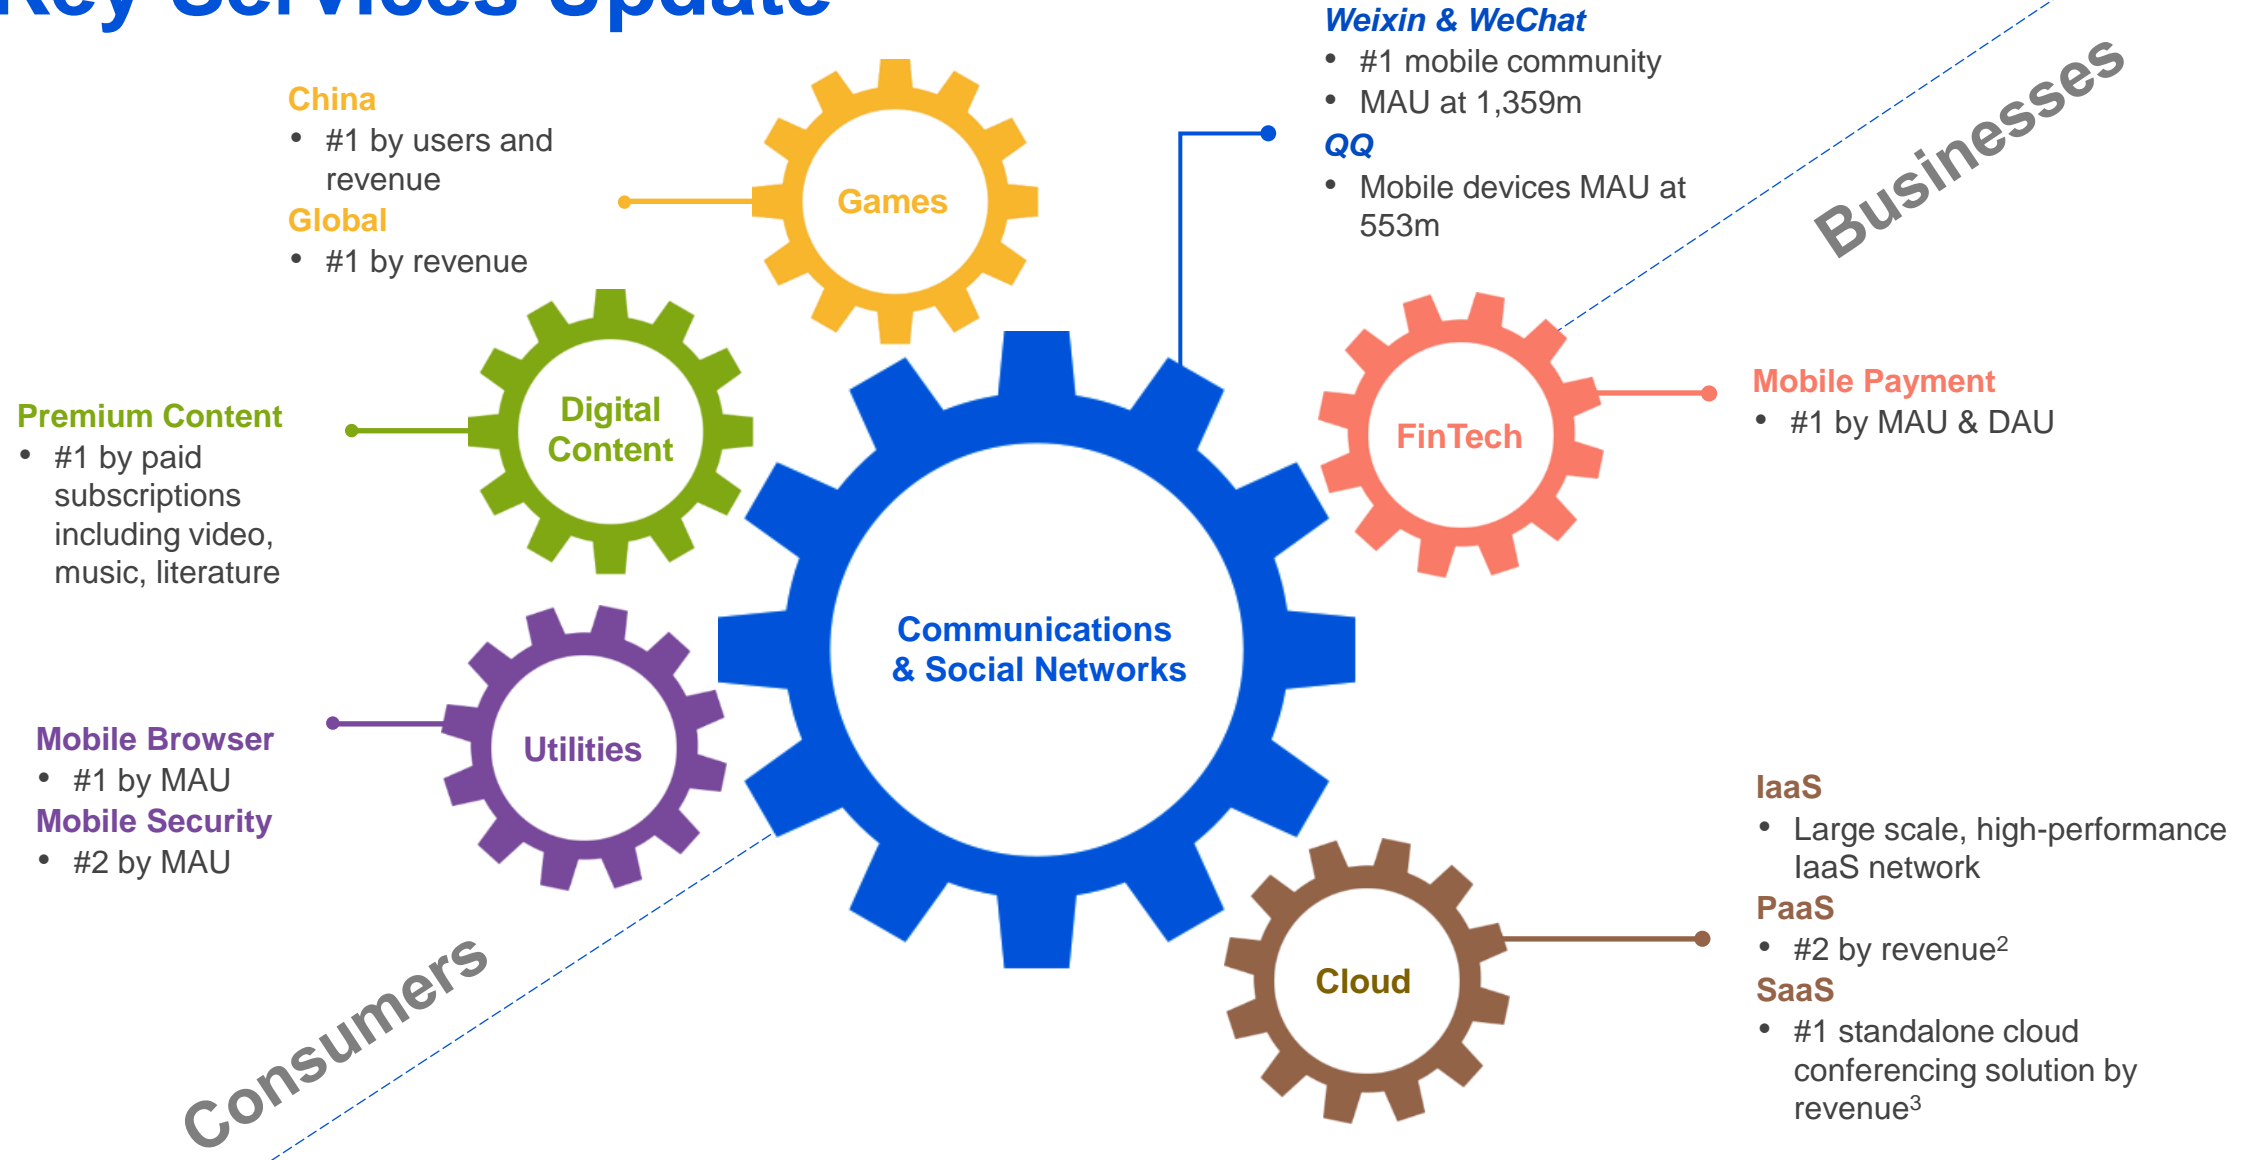 Key Services Update
China
• #1 by users and
revenue
Global
• #1 by revenue
Games
Weixin & WeChat
• #1 mobile community
• MAU at 1,359m
QQ
• Mobile devices MAU at
553m
Businesses
Premium Content
• #1 by paid
subscriptions
including video,
music, literature
Digital
Content
FinTech
Mobile Payment
• #1 by MAU & DAU
Communications
& Social Networks
Mobile Browser
• #1 by MAU
Mobile Security
• #2 by MAU
Utilities
Consumers
Cloud
IaaS
• Large scale, high-performance
IaaS network
PaaS
• #2 by revenue²
SaaS
• #1 standalone cloud
conferencing solution by
revenue³